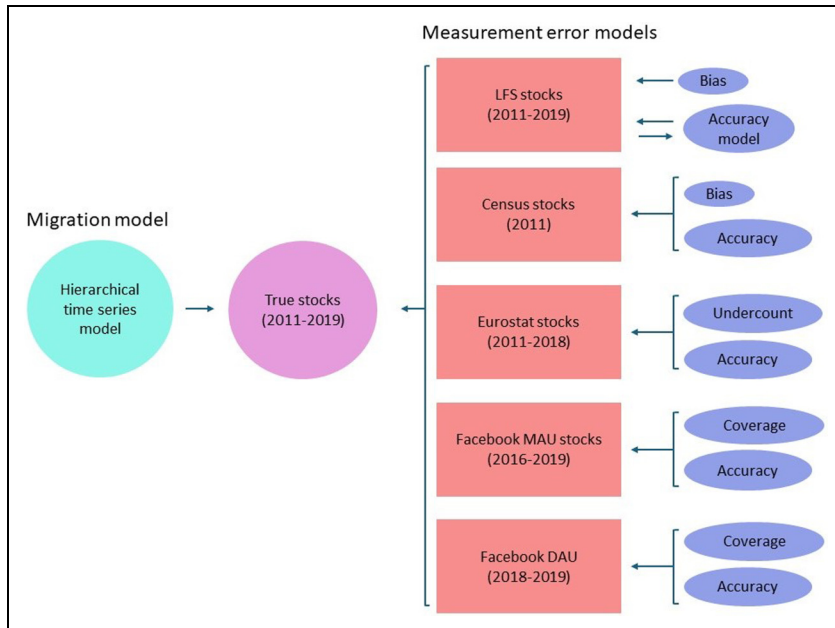 Measurement error models
LFS stocks
(2011-2019)
Bias
Accuracy
model
Census stocks
(2011)
Bias
Accuracy
Migration model
Hierarchical
time series
model
True stocks
(2011-2019)
Eurostat stocks
(2011-2018)
Undercount
Accuracy
Facebook MAU stocks
(2016-2019)
Coverage
Accuracy
Facebook DAU
(2018-2019)
Coverage
Accuracy